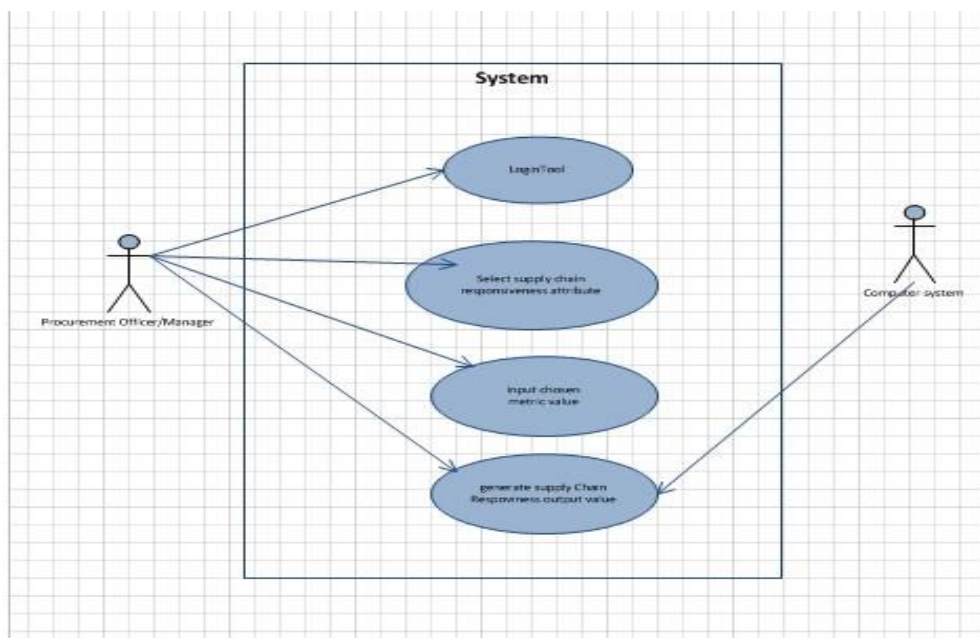 System
LoginTool
Select supply chain
responsiveness attribute
Procurement Officer/Manager
Computer system
input chosen
metric value
generate supply Chain
Resposviness output value